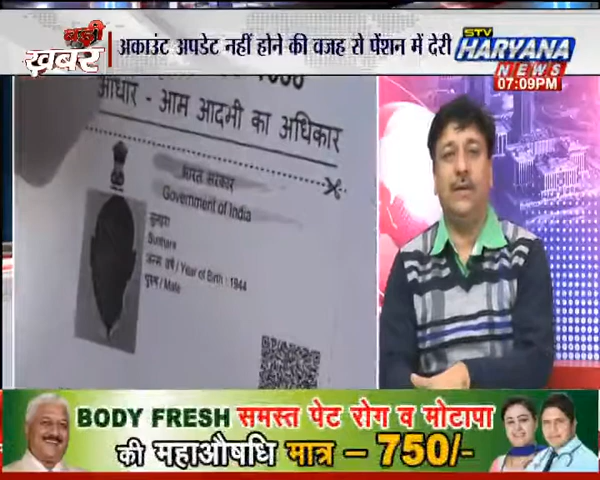 बड़ी
ख़बर
अकाउंट अपडेट नहीं होने की वजह से पेंशन में देरी
STV
HARYANA
NEWS
07:09PM
आधार - आम आदमी का अधिकार
भारत सरकार
Government of India
जन्म वर्ष / Year of Birth : 1944
पुरुष / Male
BODY FRESH समस्त पेट रोग व मोटापा
की महाऔषधि मात्र – 750/-